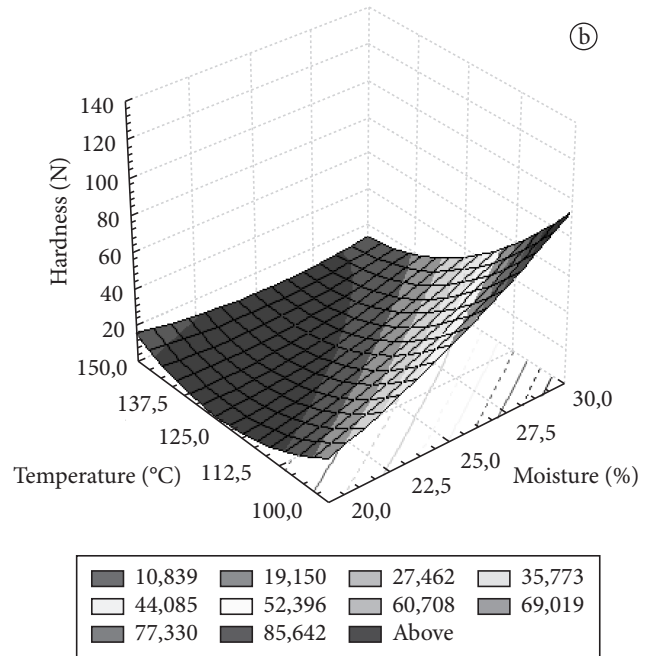 b
140
120
100
80
60
40
20
Hardness (N)
150,0
137,5
125,0
112,5
100,0
Temperature (°C)
30,0
27,5
25,0
22,5
20,0
Moisture (%)
10,839 19,150 27,462 35,773
44,085 52,396 60,708 69,019
77,330 85,642 Above